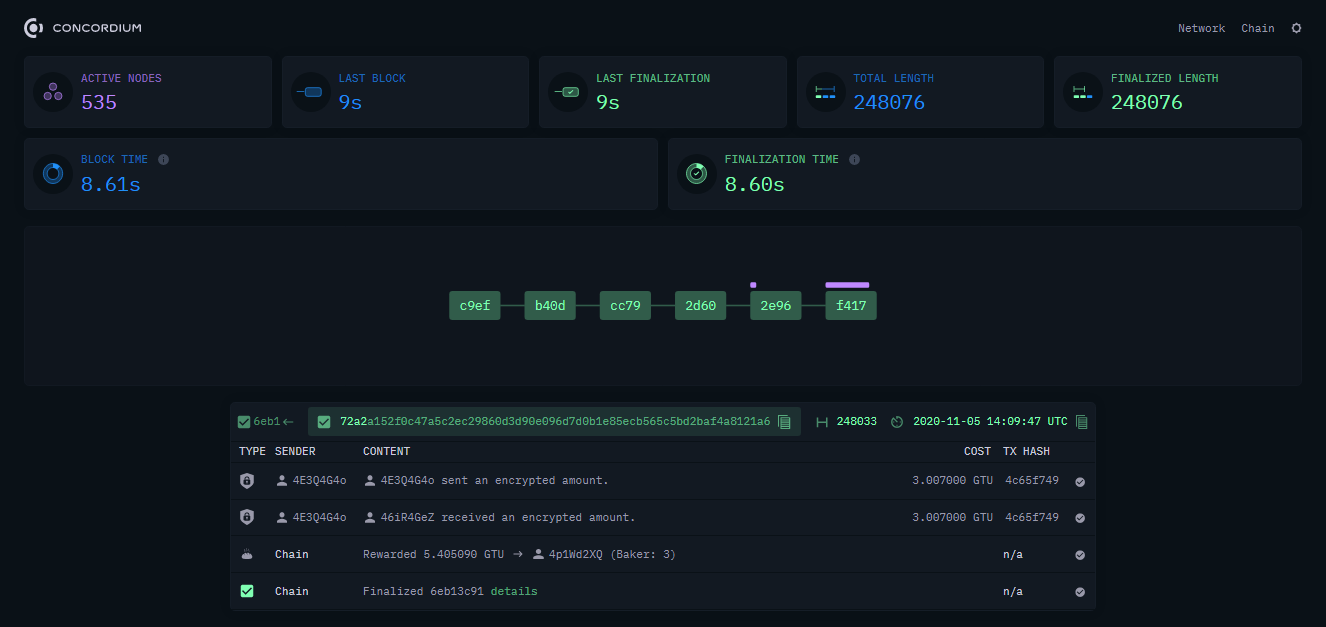 CONCORDIUM
Network Chain
ACTIVE NODES
535
LAST BLOCK
9s
LAST FINALIZATION
9s
TOTAL LENGTH
248076
FINALIZED LENGTH
248076
BLOCK TIME
8.61s
FINALIZATION TIME
8.60s
c9ef b40d cc79 2d60 2e96 f417
6eb1← 72a2a152f0c47a5c2ec29860d3d90e096d7d0b1e85ecb565c5bd2baf4a8121a6 248033 2020-11-05 14:09:47 UTC
TYPE SENDER CONTENT COST TX HASH
4E3Q4G4o 4E3Q4G4o sent an encrypted amount. 3.007000 GTU 4c65f749
4E3Q4G4o 46iR4GeZ received an encrypted amount. 3.007000 GTU 4c65f749
Chain Rewarded 5.405090 GTU → 4p1Wd2XQ (Baker: 3) n/a
Chain Finalized 6eb13c91 details n/a